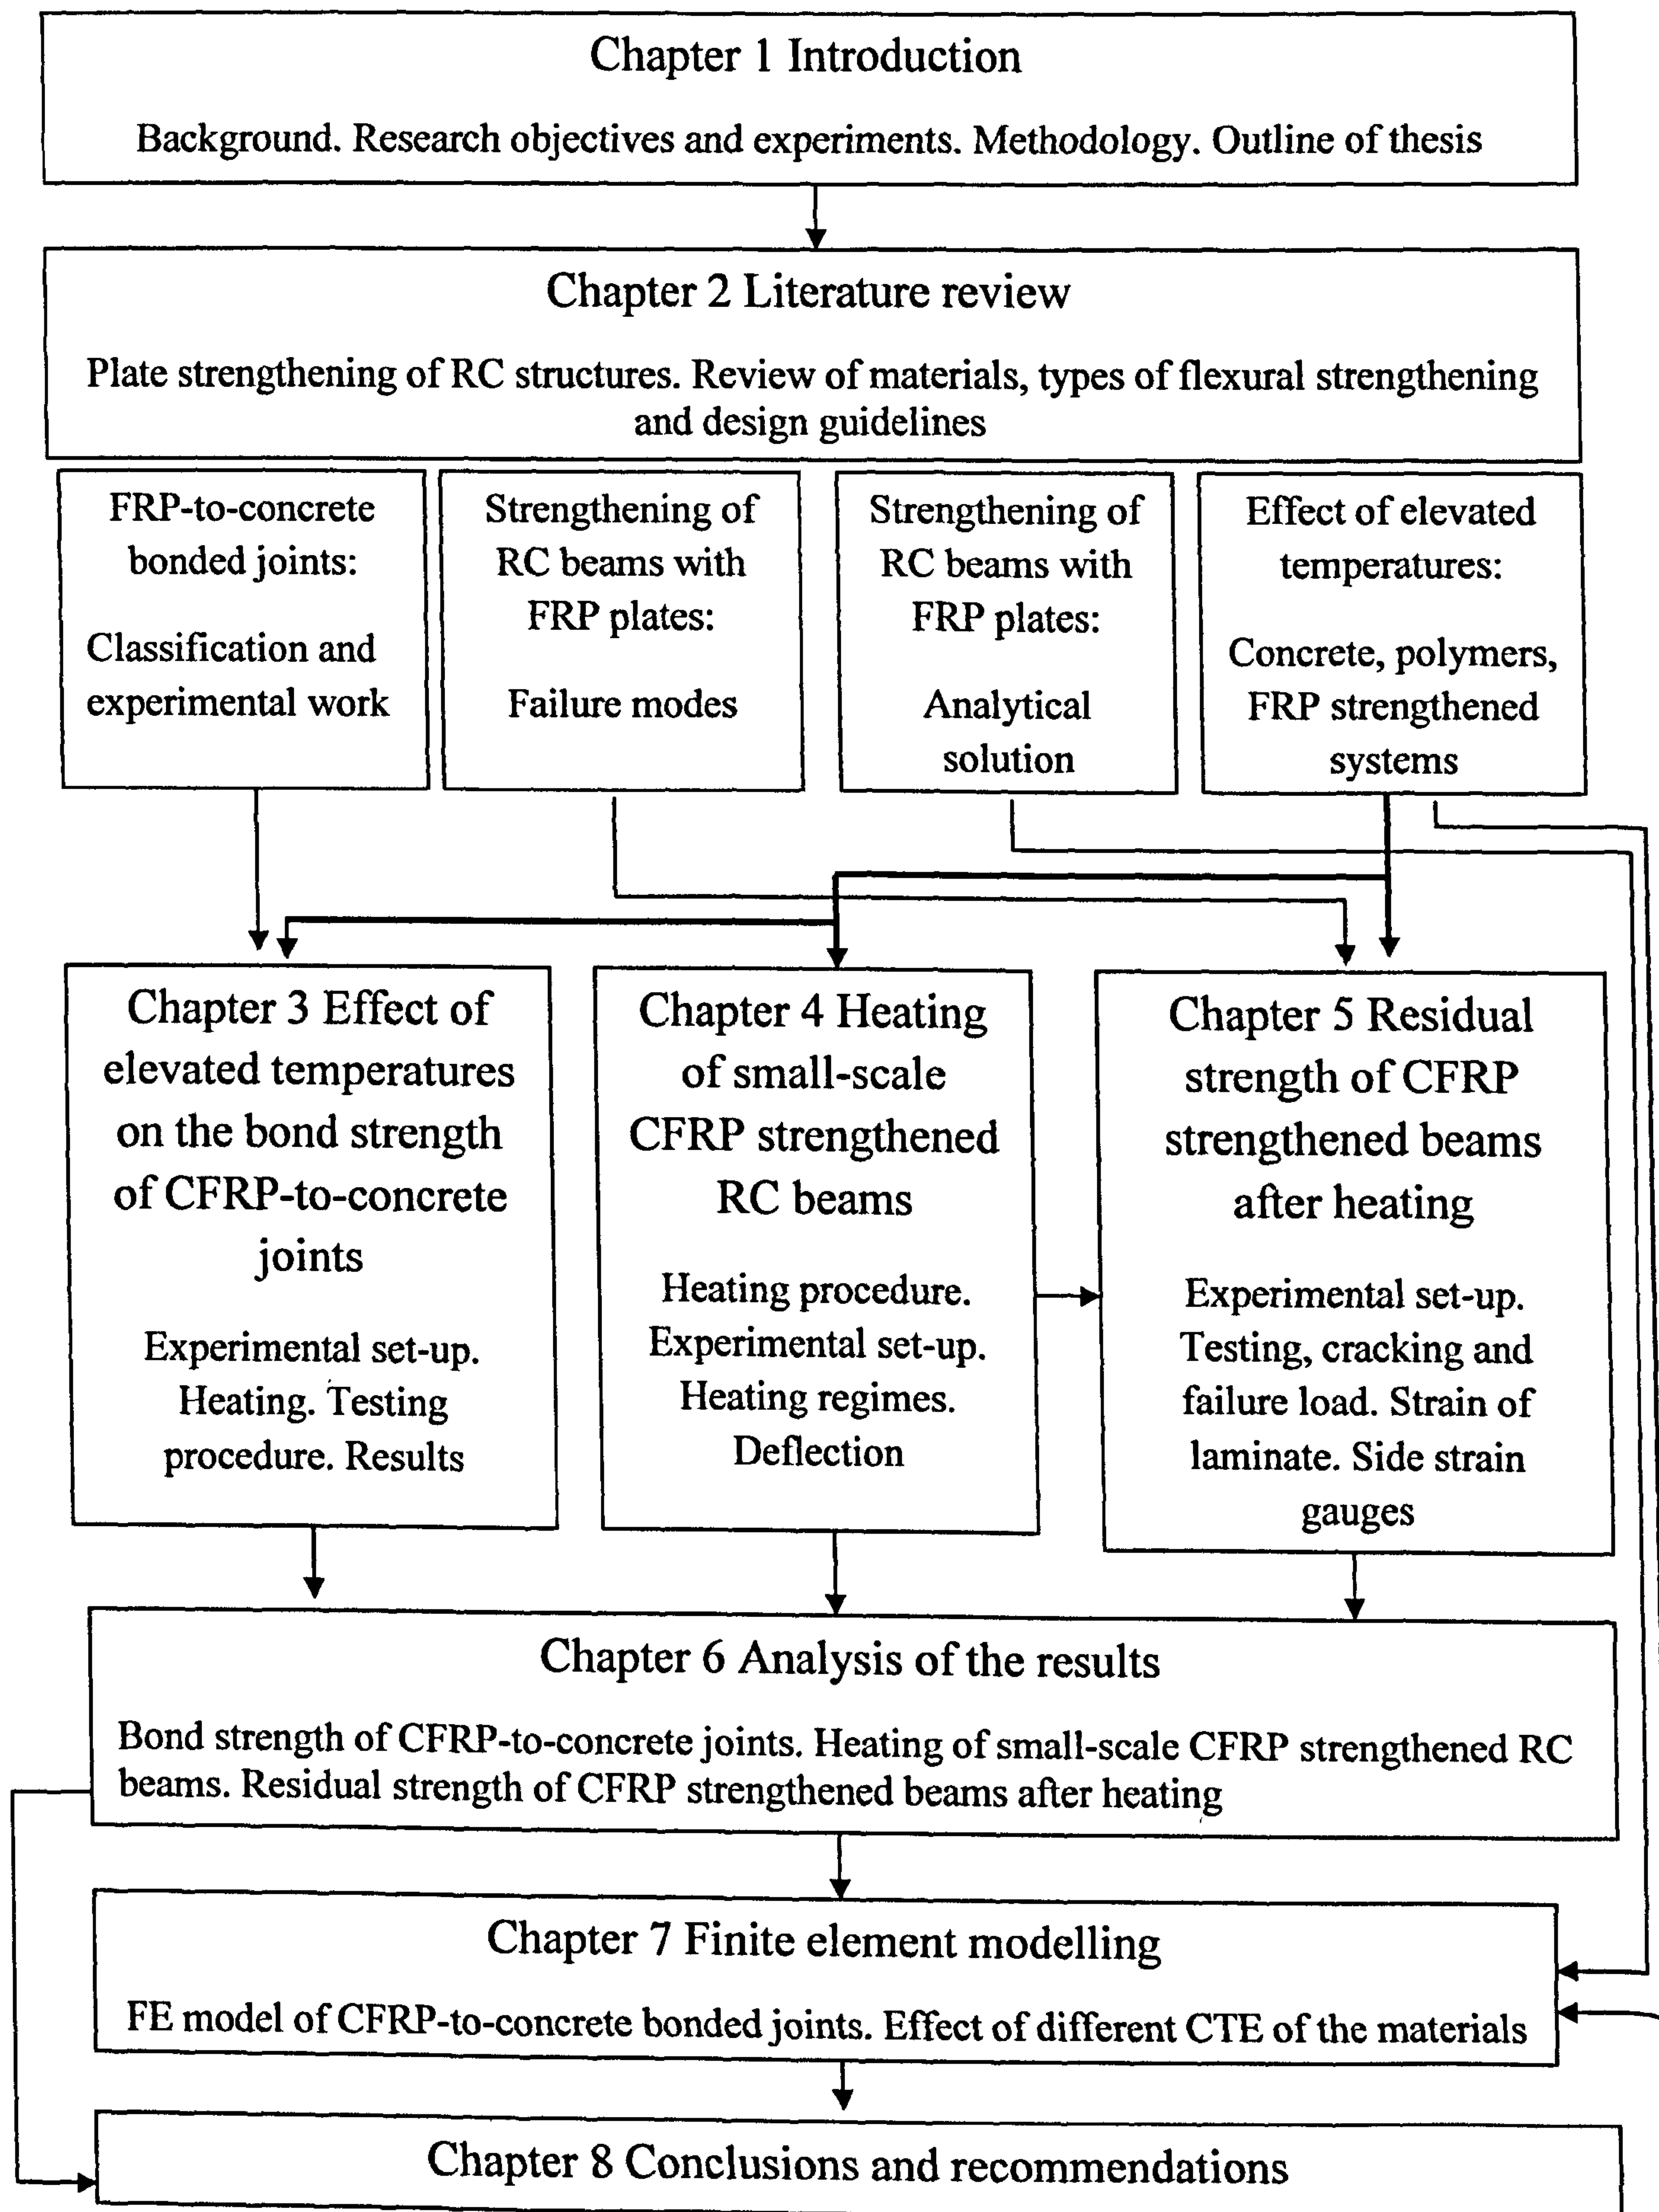 Chapter 1 Introduction
Background. Research objectives and experiments. Methodology. Outline of thesis
Chapter 2 Literature review
Plate strengthening of RC structures. Review of materials, types of flexural strengthening
and design guidelines
FRP-to-concrete
bonded joints:
Classification and
experimental work
Strengthening of
RC beams with
FRP plates:
Failure modes
Strengthening of
RC beams with
FRP plates:
Analytical
solution
Effect of elevated
temperatures:
Concrete, polymers,
FRP strengthened
systems
Chapter 3 Effect of
elevated temperatures
on the bond strength
of CFRP-to-concrete
joints
Experimental set-up.
Heating. Testing
procedure. Results
Chapter 4 Heating
of small-scale
CFRP strengthened
RC beams
Heating procedure.
Experimental set-up.
Heating regimes.
Deflection
Chapter 5 Residual
strength of CFRP
strengthened beams
after heating
Experimental set-up.
Testing, cracking and
failure load. Strain of
laminate. Side strain
gauges
Chapter 6 Analysis of the results
Bond strength of CFRP-to-concrete joints. Heating of small-scale CFRP strengthened RC
beams. Residual strength of CFRP strengthened beams after heating
Chapter 7 Finite element modelling
FE model of CFRP-to-concrete bonded joints. Effect of different CTE of the materials
Chapter 8 Conclusions and recommendations